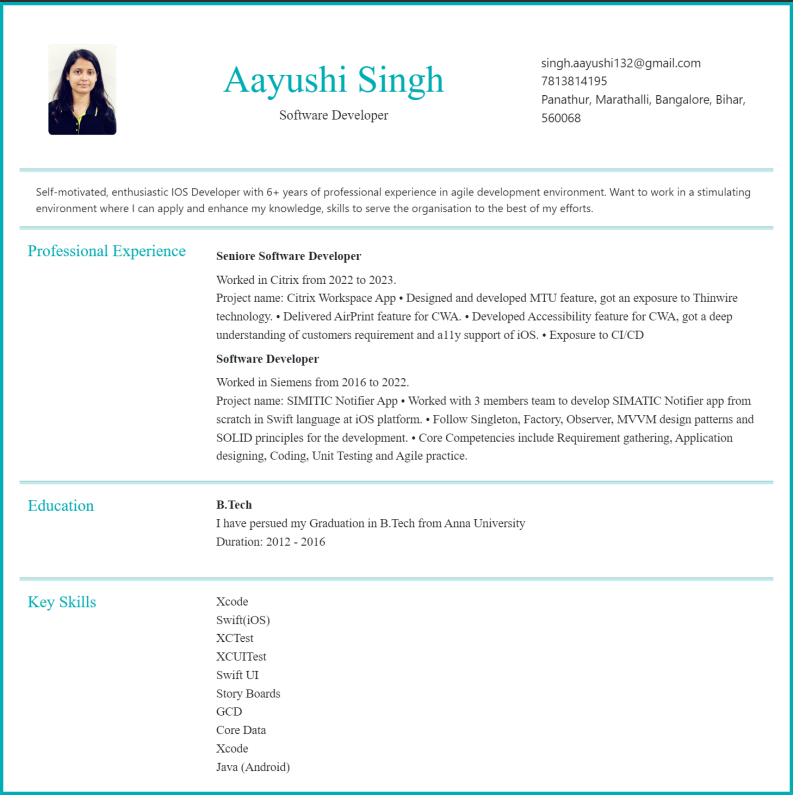 Aayushi Singh
Software Developer
singh.aayushi132@gmail.com
7813814195
Panathur, Marathalli, Bangalore, Bihar,
560068
Self-motivated, enthusiastic IOS Developer with 6+ years of professional experience in agile development environment. Want to work in a stimulating
environment where I can apply and enhance my knowledge, skills to serve the organisation to the best of my efforts.
Professional Experience
Seniore Software Developer
Worked in Citrix from 2022 to 2023.
Project name: Citrix Workspace App • Designed and developed MTU feature, got an exposure to Thinwire
technology. • Delivered AirPrint feature for CWA. • Developed Accessibility feature for CWA, got a deep
understanding of customers requirement and a11y support of iOS. • Exposure to CI/CD
Software Developer
Worked in Siemens from 2016 to 2022.
Project name: SIMITIC Notifier App • Worked with 3 members team to develop SIMATIC Notifier app from
scratch in Swift language at iOS platform. • Follow Singleton, Factory, Observer, MVVM design patterns and
SOLID principles for the development. • Core Competencies include Requirement gathering, Application
designing, Coding, Unit Testing and Agile practice.
Education
B.Tech
I have persued my Graduation in B.Tech from Anna University
Duration: 2012 - 2016
Key Skills
Xcode
Swift(iOS)
XCTest
XCUITest
Swift UI
Story Boards
GCD
Core Data
Xcode
Java (Android)